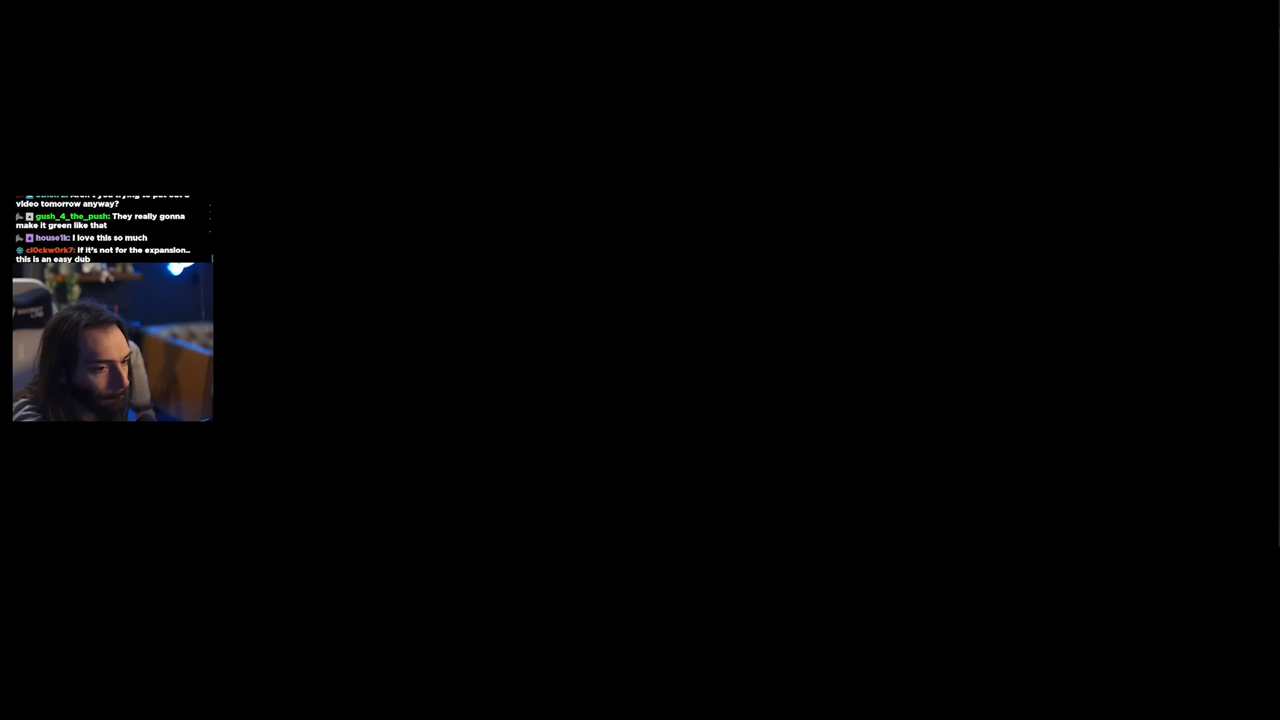 video tomorrow anyway?
gush_4_the_push: They really gonna
make it green like that
house1k: I love this so much
cl0ckw0rk7: If it's not for the expansion..
this is an easy dub